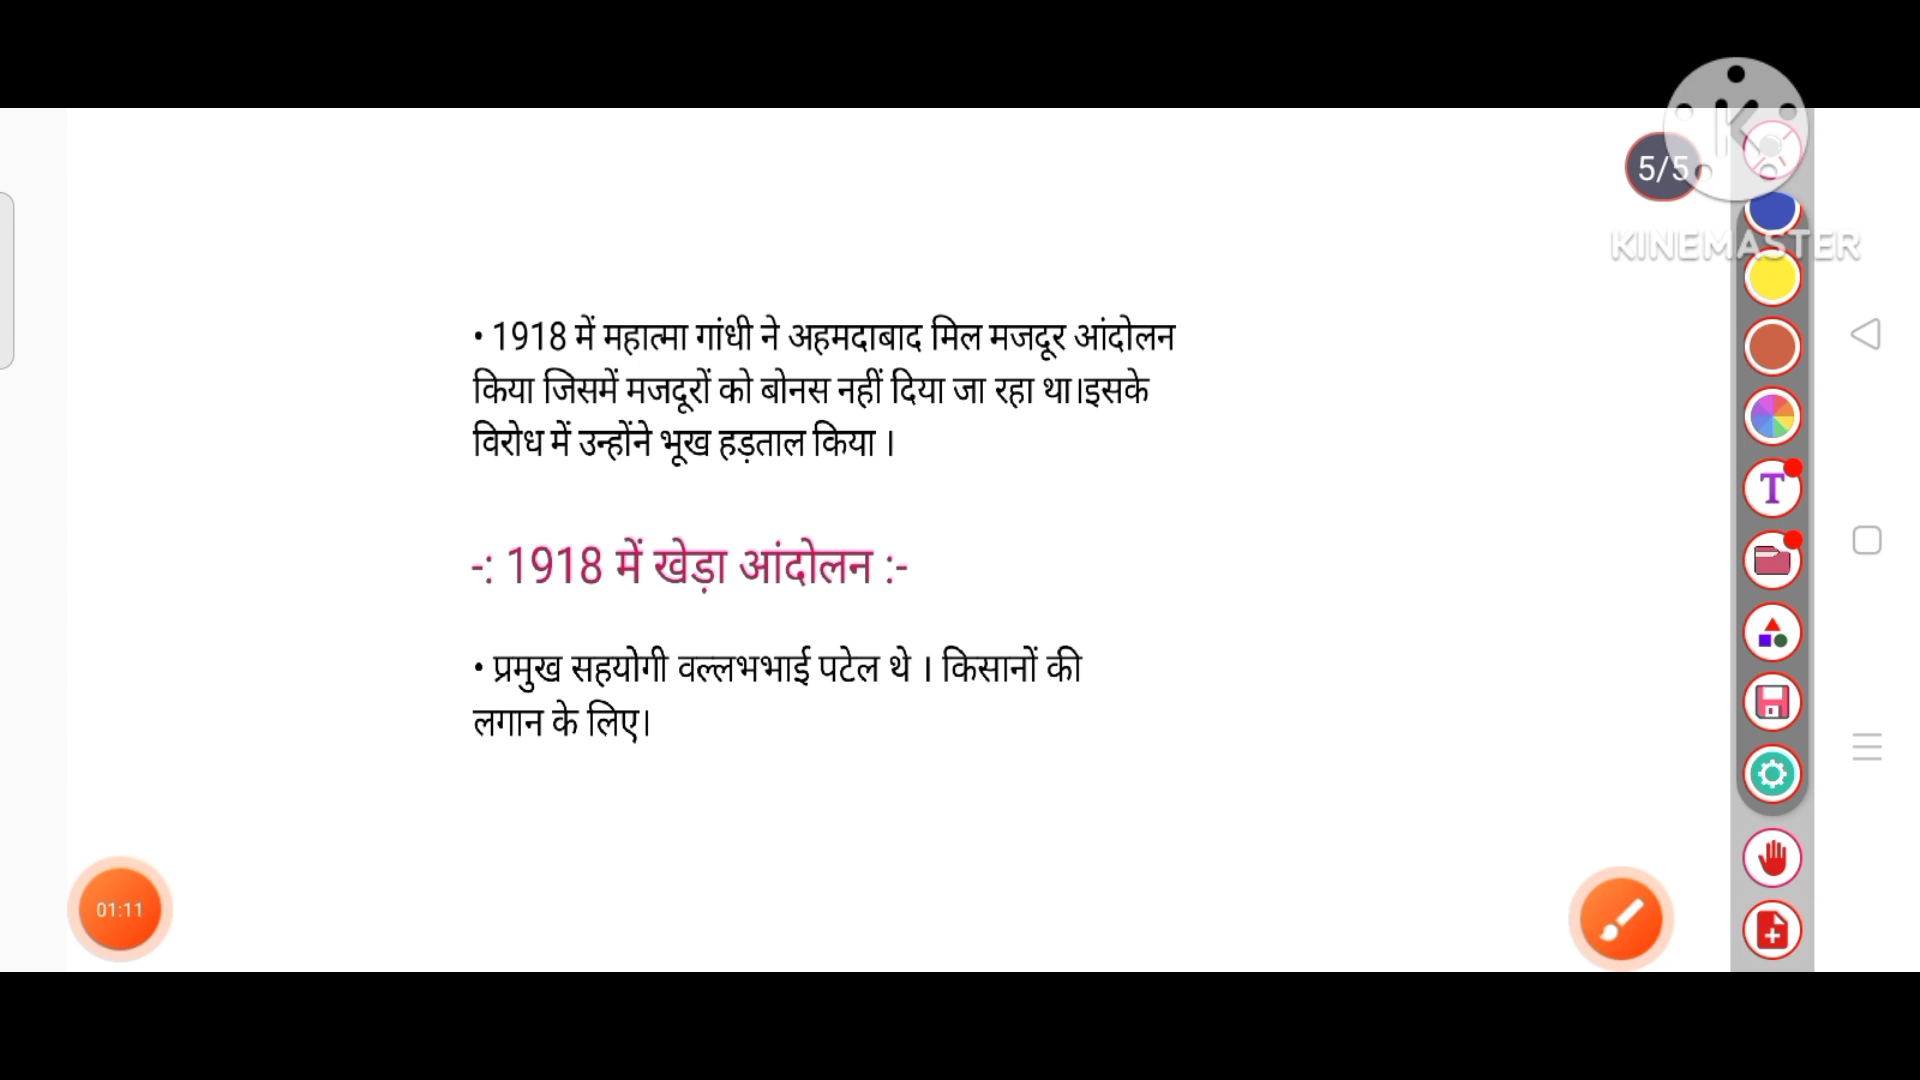 5/5
KINEMASTER
• 1918 में महात्मा गांधी ने अहमदाबाद मिल मजदूर आंदोलन
किया जिसमें मजदूरों को बोनस नहीं दिया जा रहा था।इसके
विरोध में उन्होंने भूख हड़ताल किया ।
-: 1918 में खेड़ा आंदोलन :-
• प्रमुख सहयोगी वल्लभभाई पटेल थे । किसानों की
लगान के लिए।
01:11